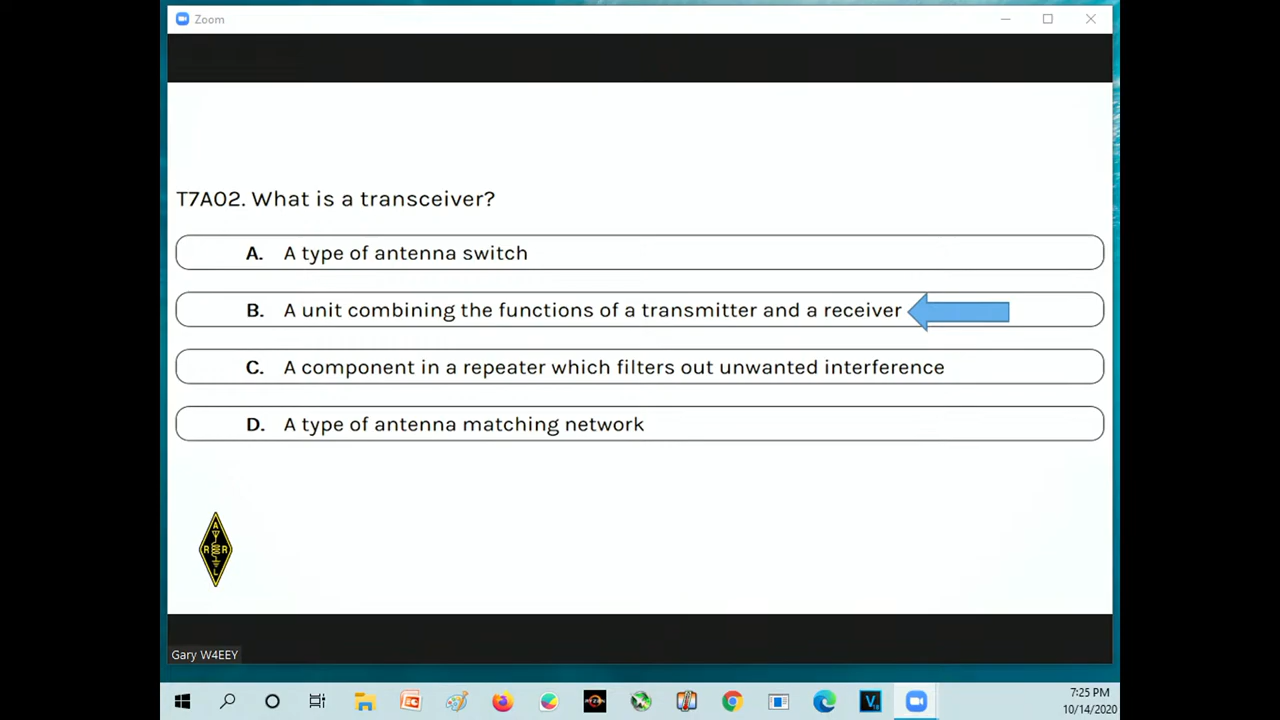 Zoom
T7A02. What is a transceiver?
A. A type of antenna switch
B. A unit combining the functions of a transmitter and a receiver
C. A component in a repeater which filters out unwanted interference
D. A type of antenna matching network
A
R R
L
Gary W4EEY
7:25 PM
10/14/2020